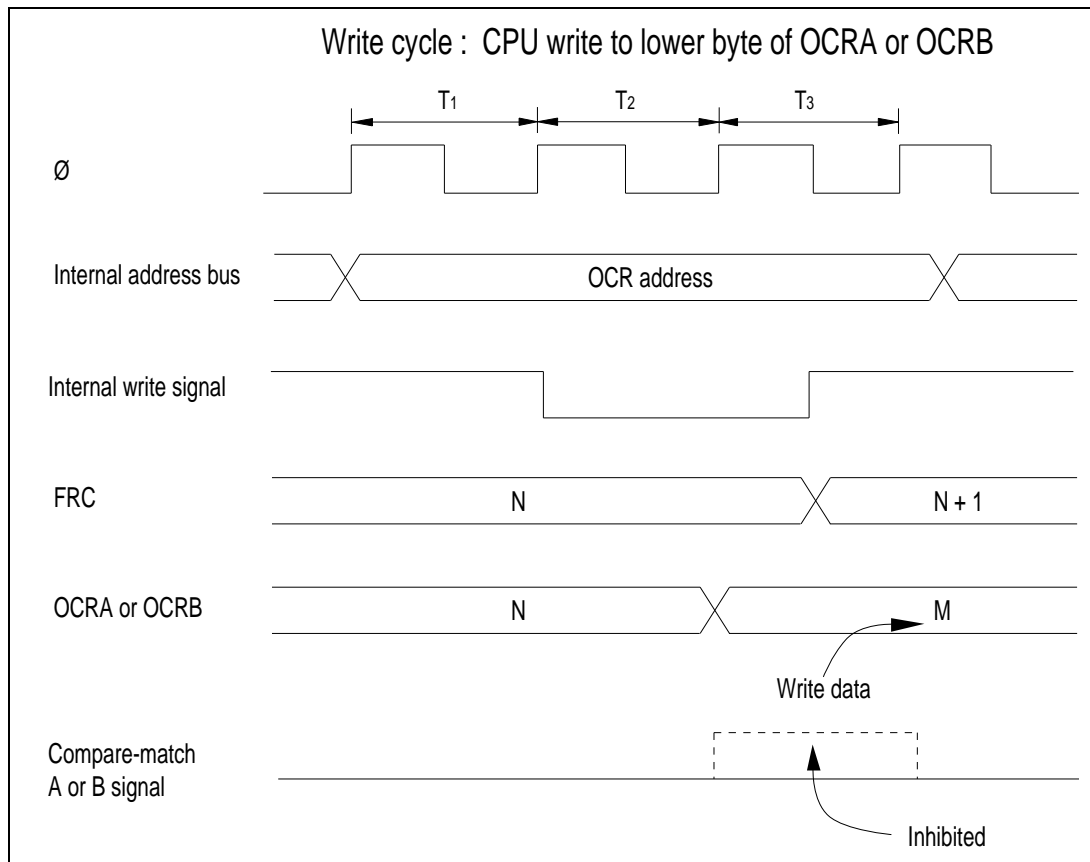 Write cycle : CPU write to lower byte of OCRA or OCRB
T1 T2 T3
Ø
Internal address bus OCR address
Internal write signal
FRC N N + 1
OCRA or OCRB N M
Write data
Compare-match
A or B signal
Inhibited